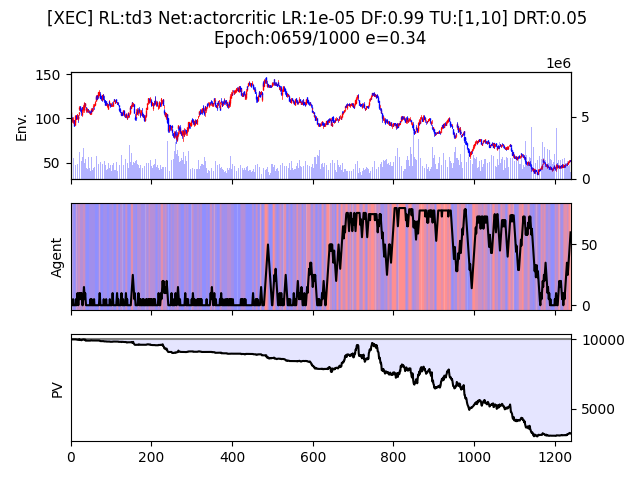 [XEC] RL:td3 Net:actorcritic LR:1e-05 DF:0.99 TU:[1,10] DRT:0.05
Epoch:0659/1000 e=0.34
1e6
150
100
50
Env.
5
0
Agent
50
0
PV
10000
5000
0
200
400
600
800
1000
1200